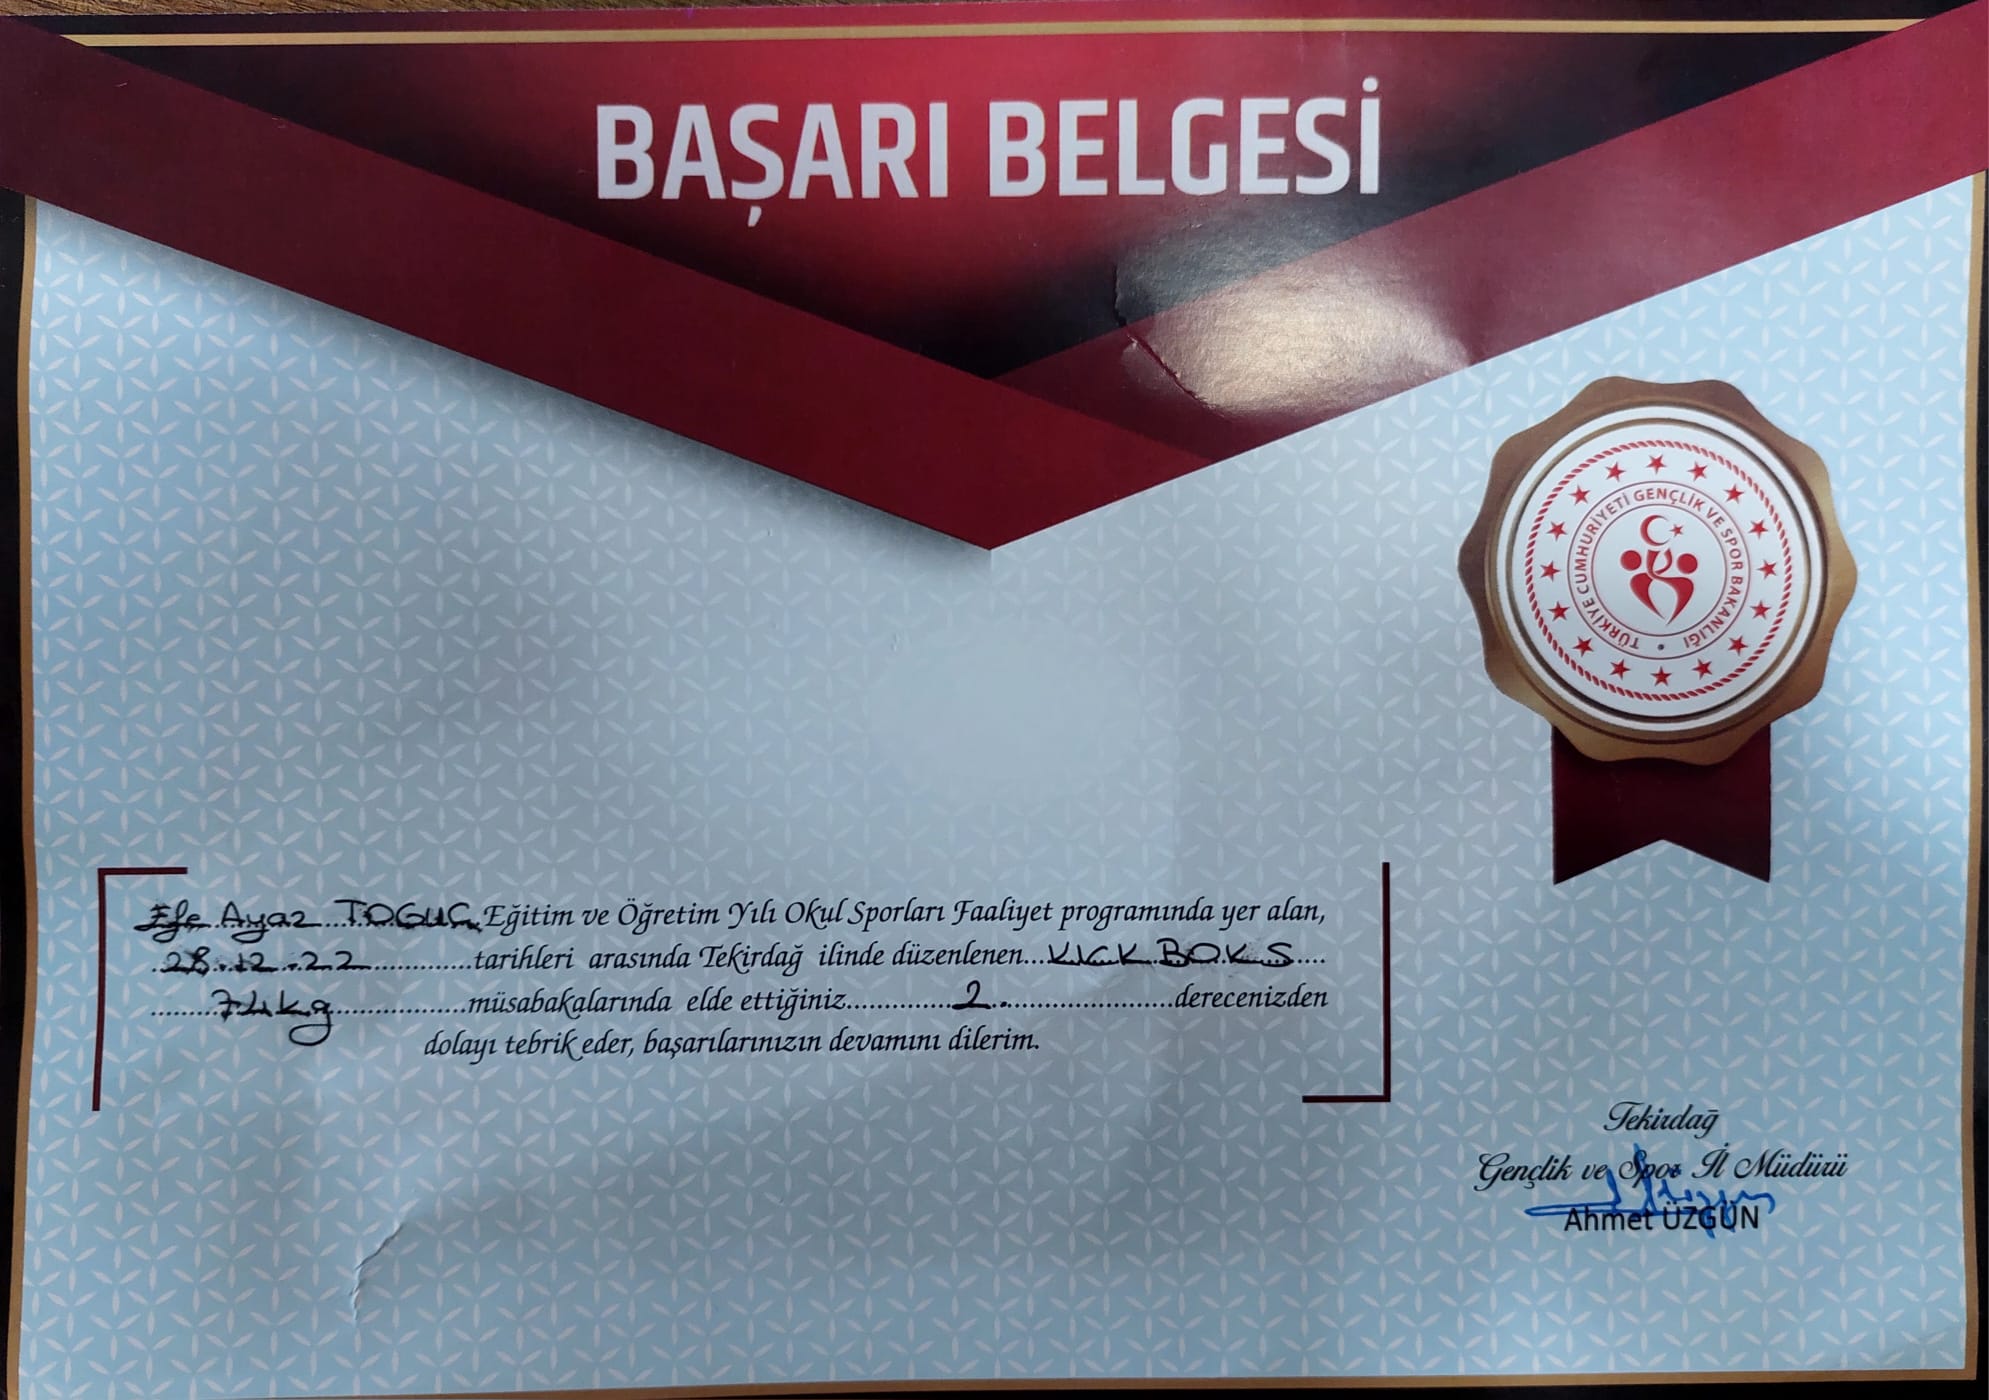 BAŞARI BELGESİ
TÜRKİYE CUMHURİYETİ GENÇLİK VE SPOR BAKANLIĞI
Efe Ayaz TOGUÇ Eğitim ve Öğretim Yılı Okul Sporları Faaliyet programında yer alan,
28.12.22 tarihleri arasında Tekirdağ ilinde düzenlenen KICK BOKS
74kg müsabakalarında elde ettiğiniz 2. derecenizden
dolayı tebrik eder, başarılarınızın devamını dilerim.
Tekirdağ
Gençlik ve Spor İl Müdürü
Ahmet ÜZGÜN